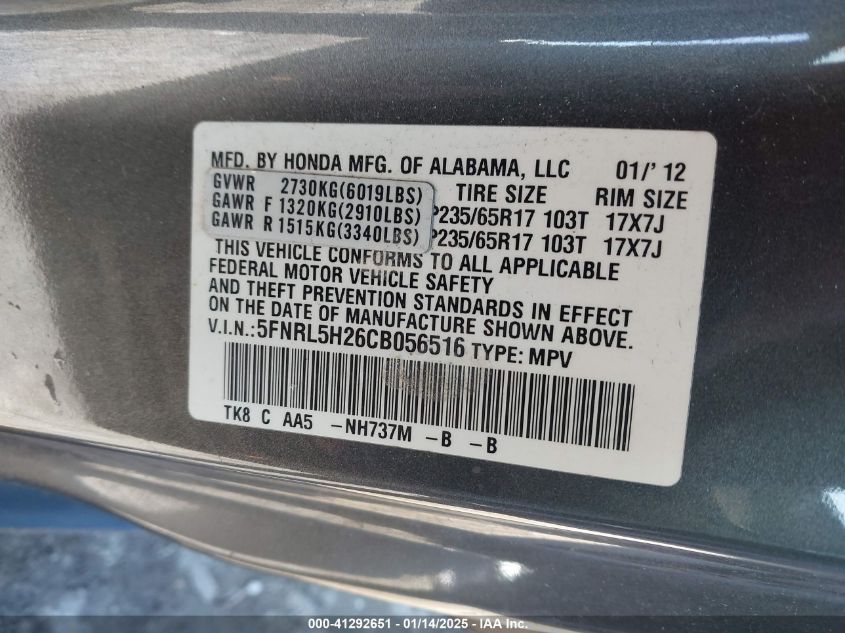 MFD. BY HONDA MFG. OF ALABAMA, LLC 01/' 12
GVWR 2730KG(6019LBS) TIRE SIZE RIM SIZE
GAWR F 1320KG(2910LBS) P235/65R17 103T 17X7J
GAWR R 1515KG(3340LBS) P235/65R17 103T 17X7J
THIS VEHICLE CONFORMS TO ALL APPLICABLE
FEDERAL MOTOR VEHICLE SAFETY
AND THEFT PREVENTION STANDARDS IN EFFECT
ON THE DATE OF MANUFACTURE SHOWN ABOVE.
V.I.N.:5FNRL5H26CB056516 TYPE: MPV
TK8 C AA5 -NH737M -B -B
000-41292651 - 01/14/2025 - IAA Inc.